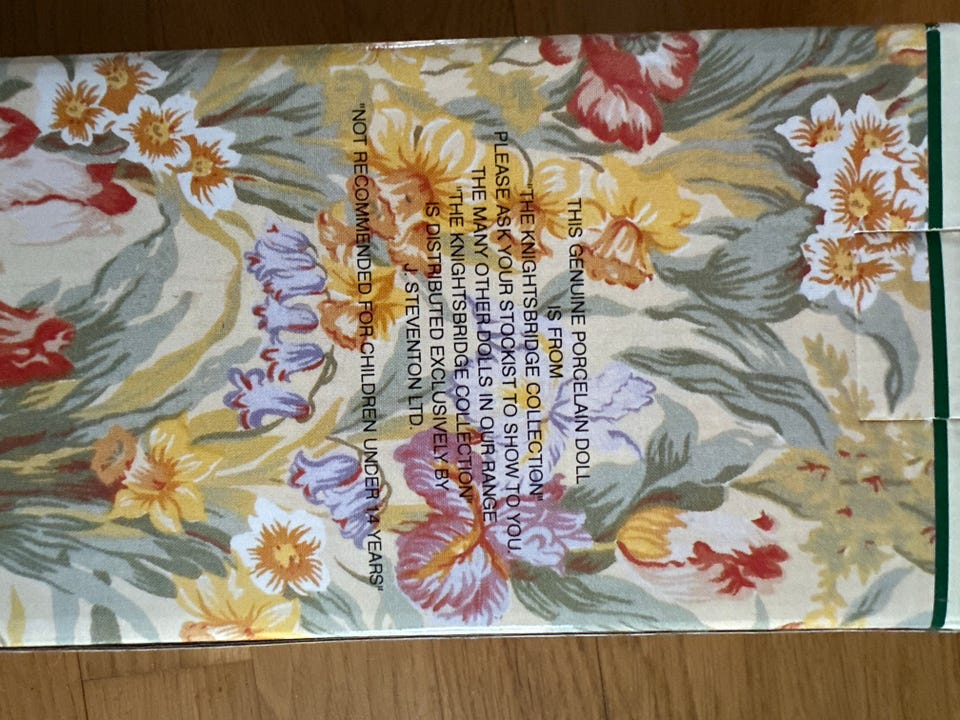 THIS GENUINE PORCELAIN DOLL
IS FROM
"THE KNIGHTSBRIDGE COLLECTION"
PLEASE ASK YOUR STOCKIST TO SHOW TO YOU
THE MANY OTHER DOLLS IN OUR RANGE
"THE KNIGHTSBRIDGE COLLECTION"
IS DISTRIBUTED EXCLUSIVELY BY
J. STEVENTON LTD.
"NOT RECOMMENDED FOR CHILDREN UNDER 14 YEARS"